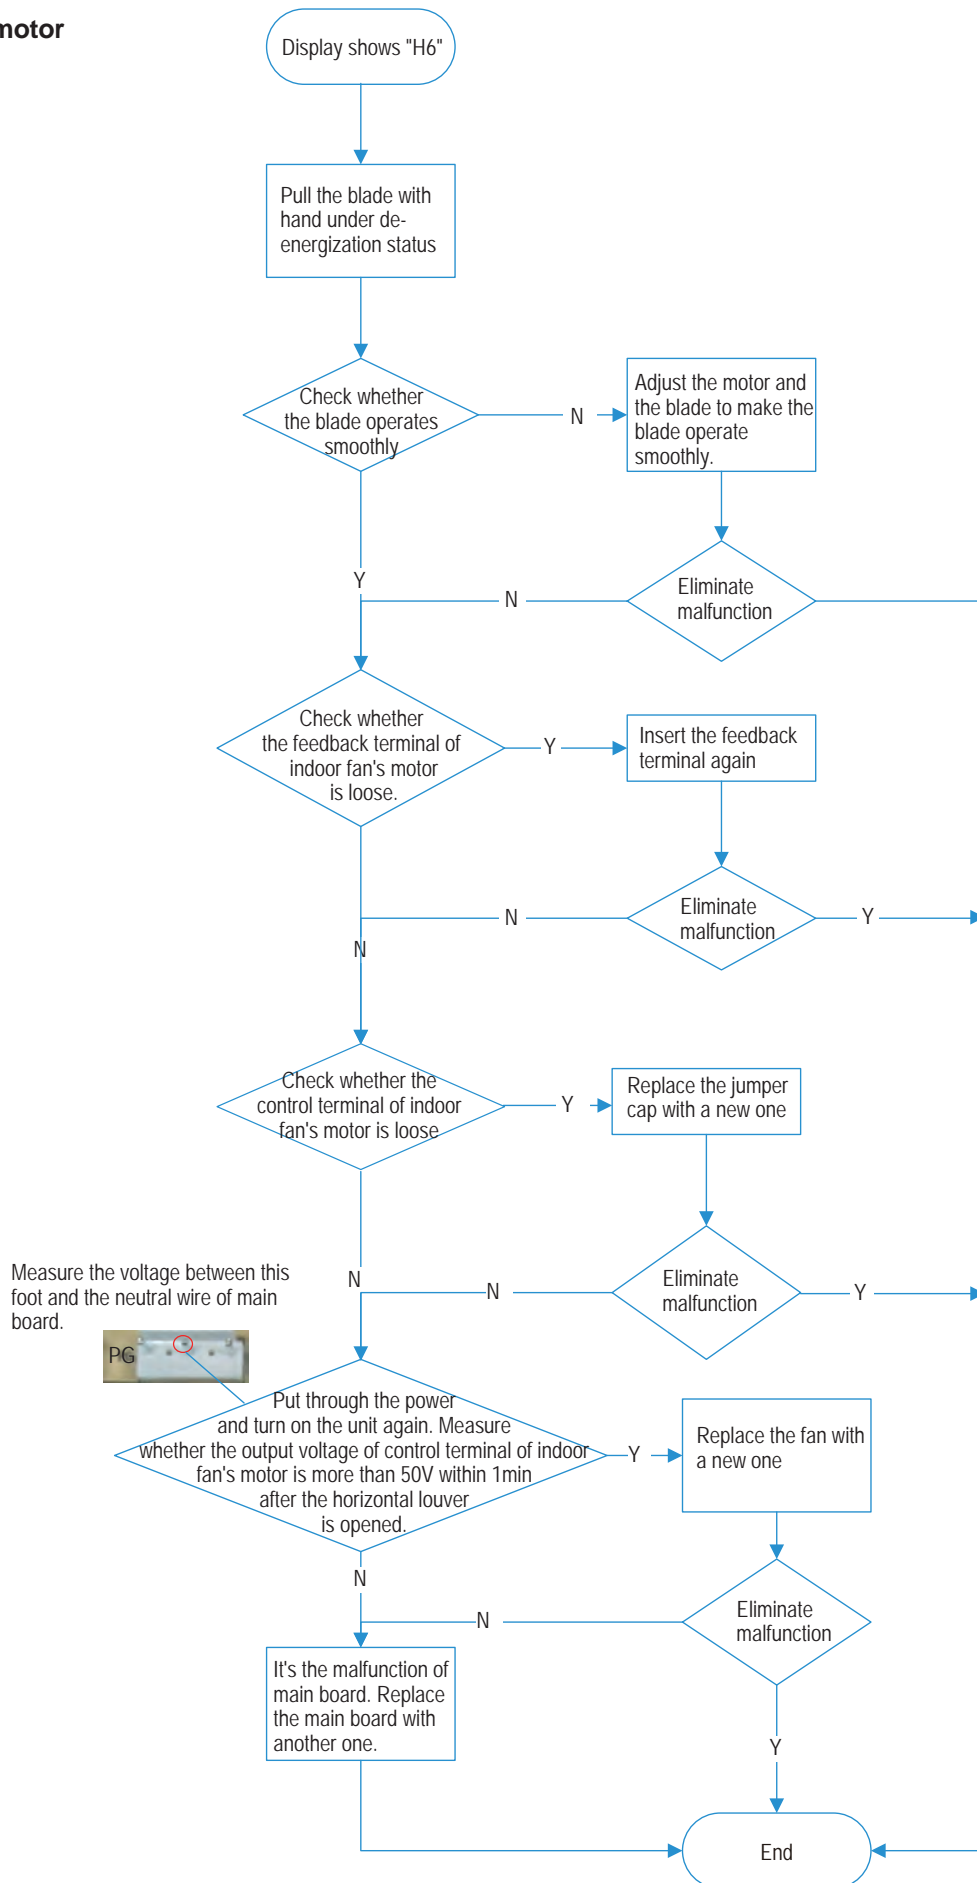 motor
Display shows "H6"
Pull the blade with
hand under de-
energization status
Check whether
the blade operates
smoothly
N
Adjust the motor and
the blade to make the
blade operate
smoothly.
Y
N
Eliminate
malfunction
Check whether
the feedback terminal of
indoor fan's motor
is loose.
Y
Insert the feedback
terminal again
N
Eliminate
malfunction
Y
N
Check whether the
control terminal of indoor
fan's motor is loose
Y
Replace the jumper
cap with a new one
N
N
Eliminate
malfunction
Y
Measure the voltage between this
foot and the neutral wire of main
board.
PG
Put through the power
and turn on the unit again. Measure
whether the output voltage of control terminal of indoor
fan's motor is more than 50V within 1min
after the horizontal louver
is opened.
Y
Replace the fan with
a new one
N
N
Eliminate
malfunction
It's the malfunction of
main board. Replace
the main board with
another one.
Y
End